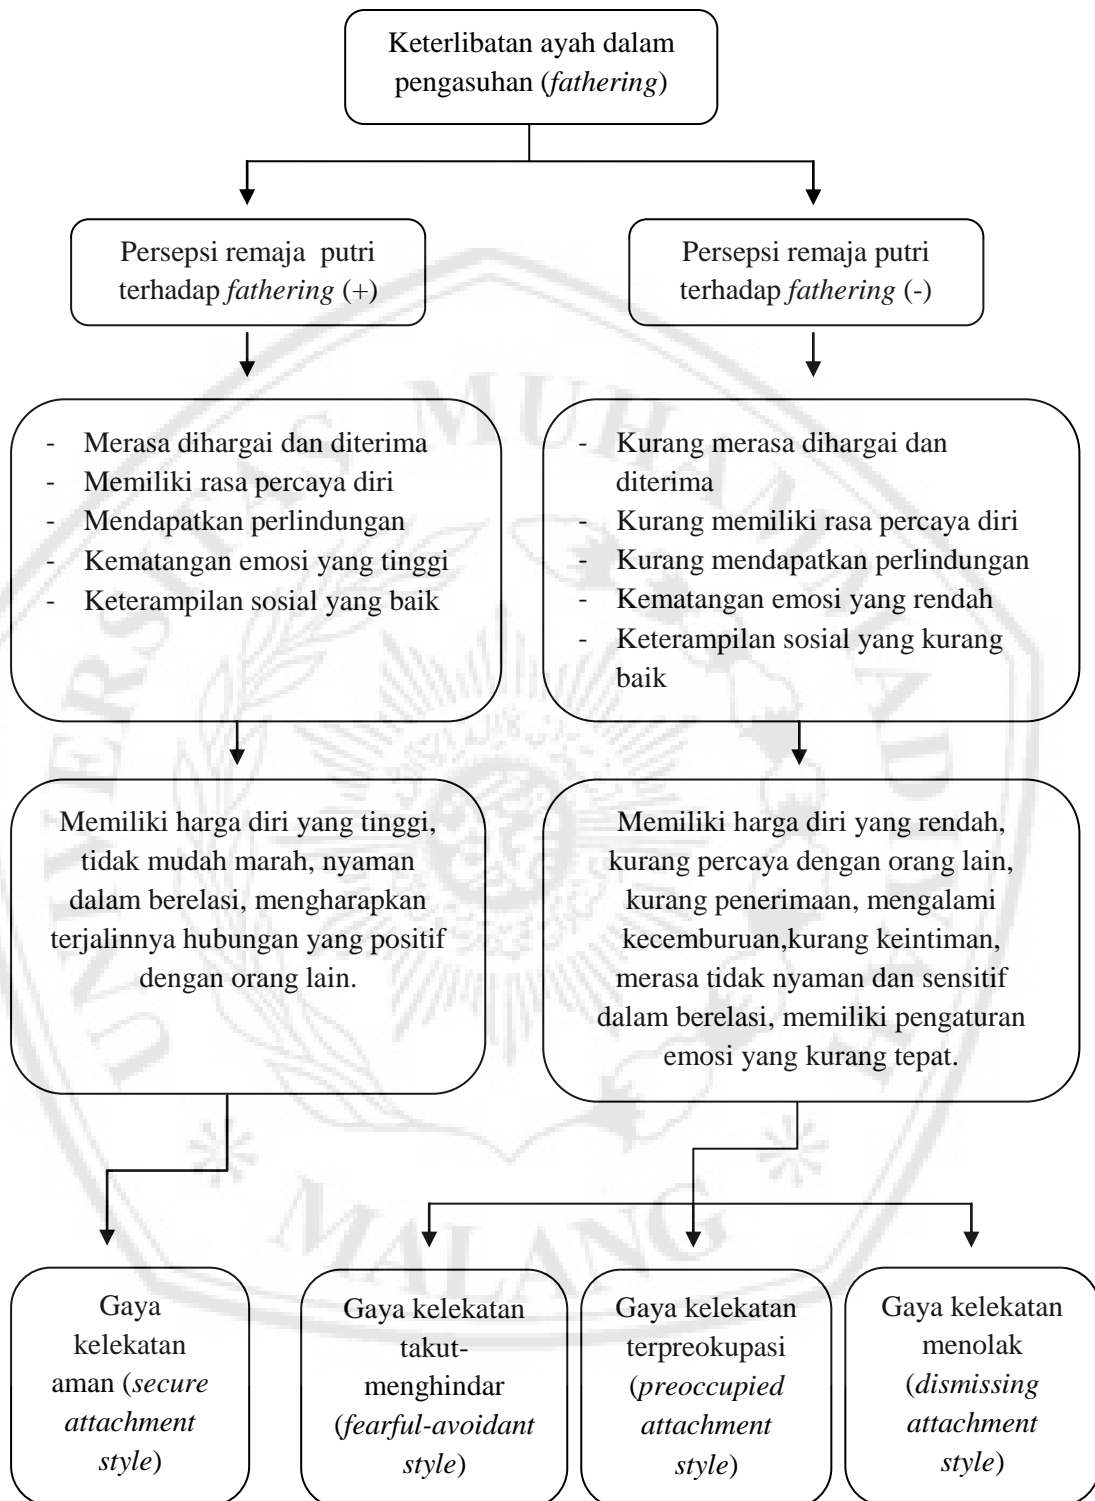 Keterlibatan ayah dalam
pengasuhan (fathering)
Persepsi remaja  putri
terhadap fathering (+)
Persepsi remaja putri
terhadap fathering (-)
- Merasa dihargai dan diterima
- Memiliki rasa percaya diri
- Mendapatkan perlindungan
- Kematangan emosi yang tinggi
- Keterampilan sosial yang baik
- Kurang merasa dihargai dan
diterima
- Kurang memiliki rasa percaya diri
- Kurang mendapatkan perlindungan
- Kematangan emosi yang rendah
- Keterampilan sosial yang kurang
baik
Memiliki harga diri yang tinggi,
tidak mudah marah, nyaman
dalam berelasi, mengharapkan
terjalinnya hubungan yang positif
dengan orang lain.
Memiliki harga diri yang rendah,
kurang percaya dengan orang lain,
kurang penerimaan, mengalami
kecemburuan,kurang keintiman,
merasa tidak nyaman dan sensitif
dalam berelasi, memiliki pengaturan
emosi yang kurang tepat.
Gaya
kelekatan
aman (secure
attachment
style)
Gaya kelekatan
takut-
menghindar
(fearful-avoidant
style)
Gaya kelekatan
terpreokupasi
(preoccupied
attachment
style)
Gaya kelekatan
menolak
(dismissing
attachment
style)
UNIVERSITAS MUHAMMADIYAH
MALANG